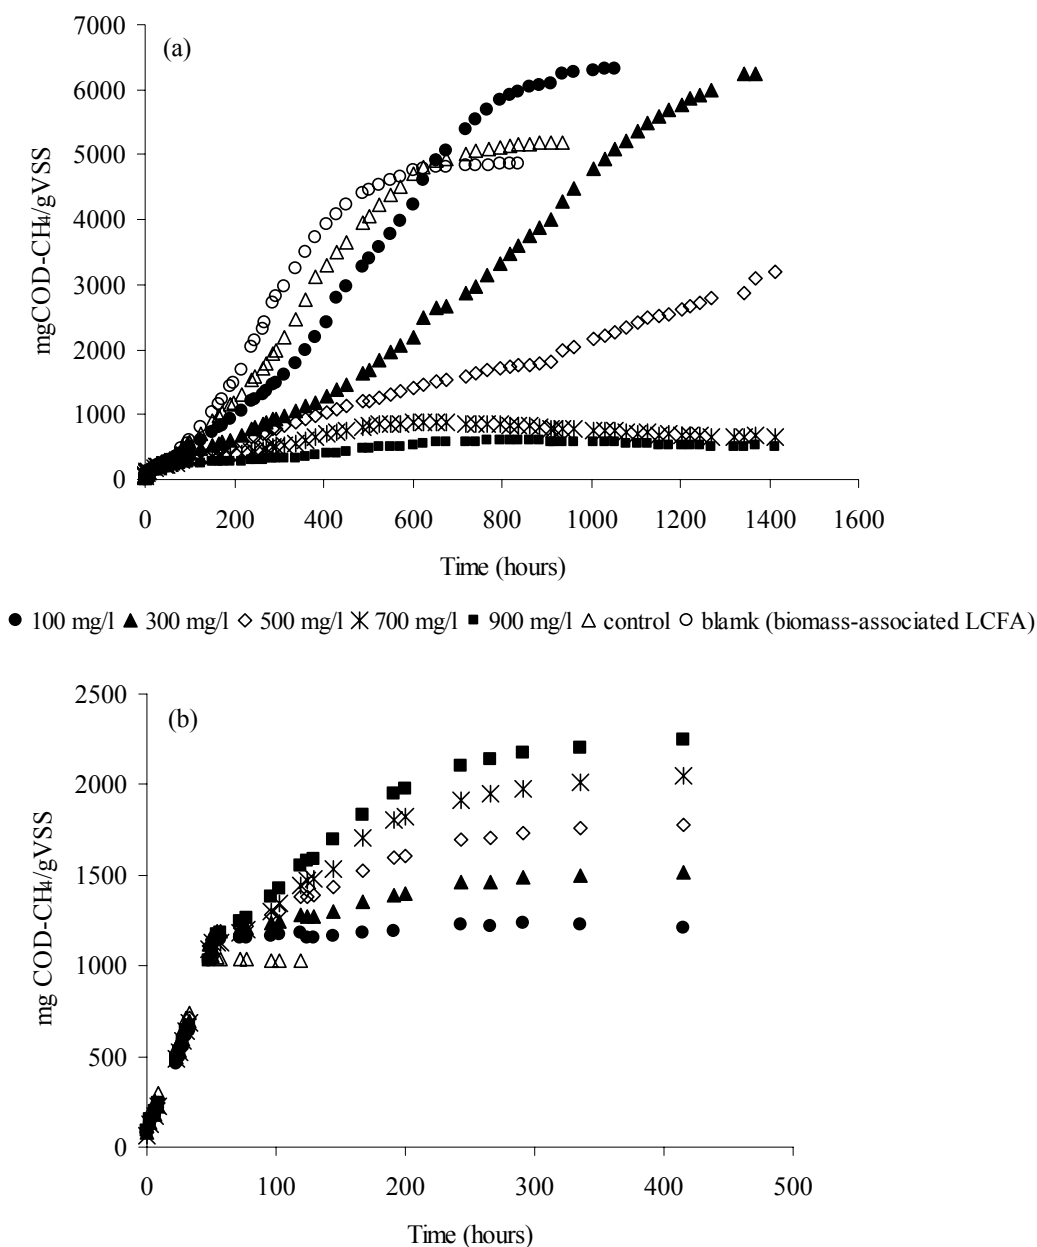 (a)
7000
6000
5000
4000
3000
2000
1000
0
mgCOD-CH4/gVSS
0 200 400 600 800 1000 1200 1400 1600
Time (hours)
100 mg/l 300 mg/l 500 mg/l 700 mg/l 900 mg/l control blamk (biomass-associated LCFA)
(b)
2500
2000
1500
1000
500
0
mg COD-CH4/gVSS
0 100 200 300 400 500
Time (hours)